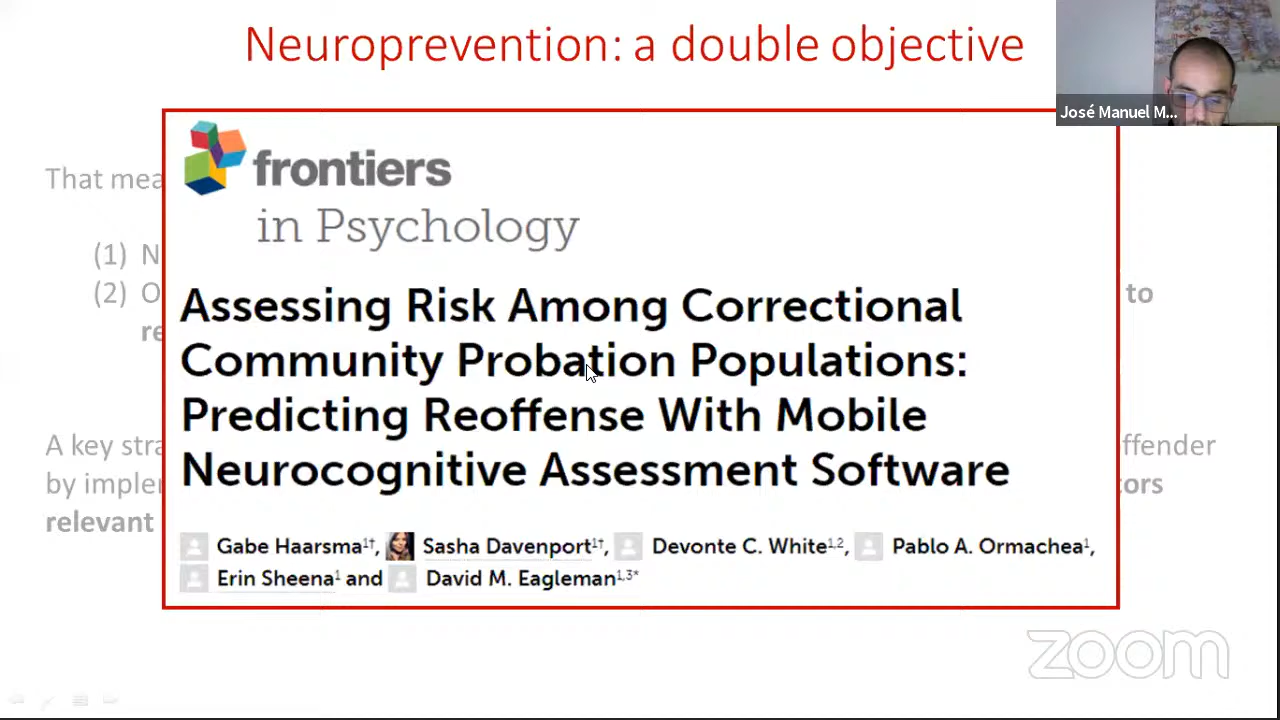 Neuroprevention: a double objective
José Manuel M...
frontiers
in Psychology
That mea
(1) N
(2) O
to
re
Assessing Risk Among Correctional
Community Probation Populations:
Predicting Reoffense With Mobile
Neurocognitive Assessment Software
A key stra
ffender
by impler
tors
relevant
Gabe Haarsma1†, Sasha Davenport1†, Devonte C. White1,2, Pablo A. Ormachea1,
Erin Sheena1 and David M. Eagleman1,3*
zoom